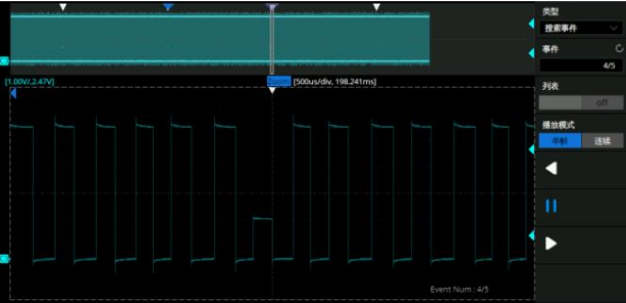 类型
搜索事件
事件
4/5
[1.00V/,2.47V]
Zoom
[500us/div, 198.241ms]
列表
off
播放模式
单帧
连续
Event Num : 4/5